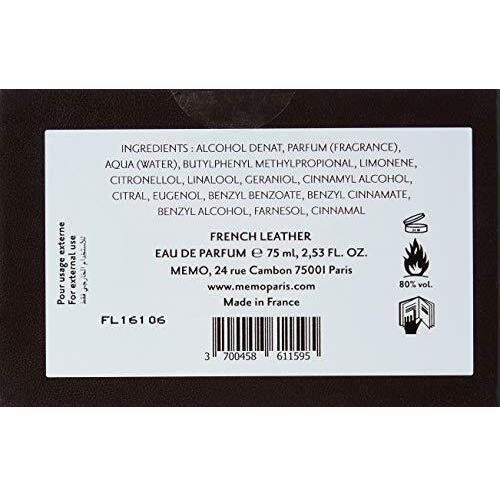 INGREDIENTS : ALCOHOL DENAT, PARFUM (FRAGRANCE),
AQUA (WATER), BUTYLPHENYL METHYLPROPIONAL, LIMONENE,
CITRONELLOL, LINALOOL, GERANIOL, CINNAMYL ALCOHOL,
CITRAL, EUGENOL, BENZYL BENZOATE, BENZYL CINNAMATE,
BENZYL ALCOHOL, FARNESOL, CINNAMAL
FRENCH LEATHER
EAU DE PARFUM ℮ 75 ml, 2,53 FL. OZ.
MEMO, 24 rue Cambon 75001 Paris
www.memoparis.com
Made in France
Pour usage externe
For external use
للاستعمال الخارجي فقط
FL16106
80% vol.
3 700458 611595